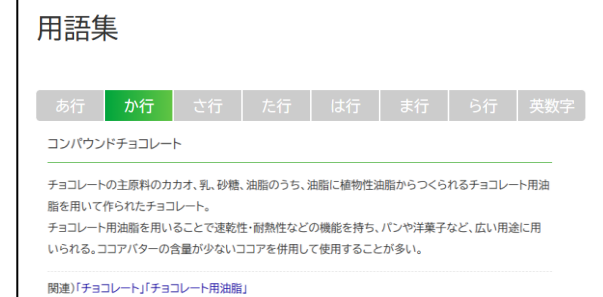 用語集
あ行 か行 さ行 た行 は行 ま行 ら行 英数字
コンパウンドチョコレート
チョコレートの主原料のカカオ、乳、砂糖、油脂のうち、油脂に植物性油脂からつくられるチョコレート用油
脂を用いて作られたチョコレート。
チョコレート用油脂を用いることで速乾性・耐熱性などの機能を持ち、パンや洋菓子など、広い用途に用
いられる。ココアバターの含量が少ないココアを併用して使用することが多い。
関連)「チョコレート」「チョコレート用油脂」